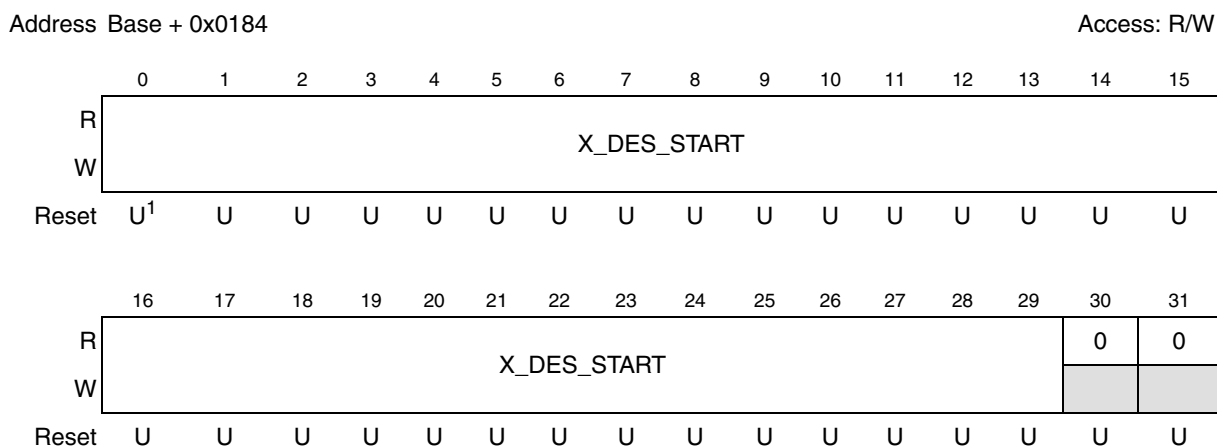 Address Base + 0x0184 Access: R/W
0 1 2 3 4 5 6 7 8 9 10 11 12 13 14 15
R
X_DES_START
W
Reset U1 U U U U U U U U U U U U U U U
16 17 18 19 20 21 22 23 24 25 26 27 28 29 30 31
R 0 0
X_DES_START
W
Reset U U U U U U U U U U U U U U U U